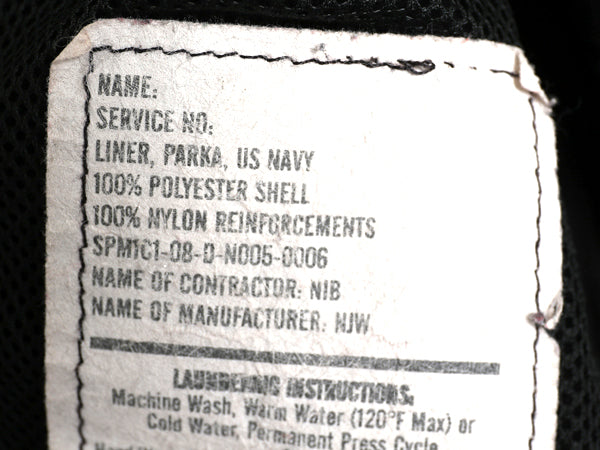 NAME:
SERVICE NO:
LINER, PARKA, US NAVY
100% POLYESTER SHELL
100% NYLON REINFORCEMENTS
SPM1C1-08-D-N005-0006
NAME OF CONTRACTOR: NIB
NAME OF MANUFACTURER: NJW
LAUNDERING INSTRUCTIONS:
Machine Wash, Warm Water (120°F Max) or
Cold Water, Permanent Press Cycle